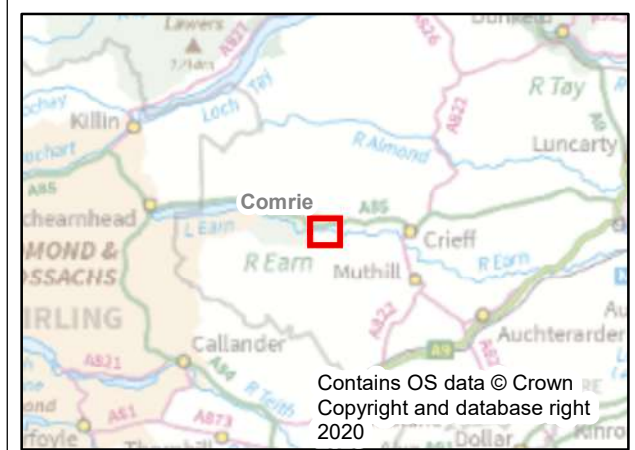 Lawers
A827
A826
Dunkeld
Loch Tay
R Tay
A9
Killin
A822
R Almond
Luncarty
A85
Comrie
A85
L Earn
Crieff
R Earn
Muthill
R Earn
A822
Auchterarder
Callander
A9
A821
A84
R Teith
A81
A873
Contains OS data © Crown
Copyright and database right
2020
Dollar